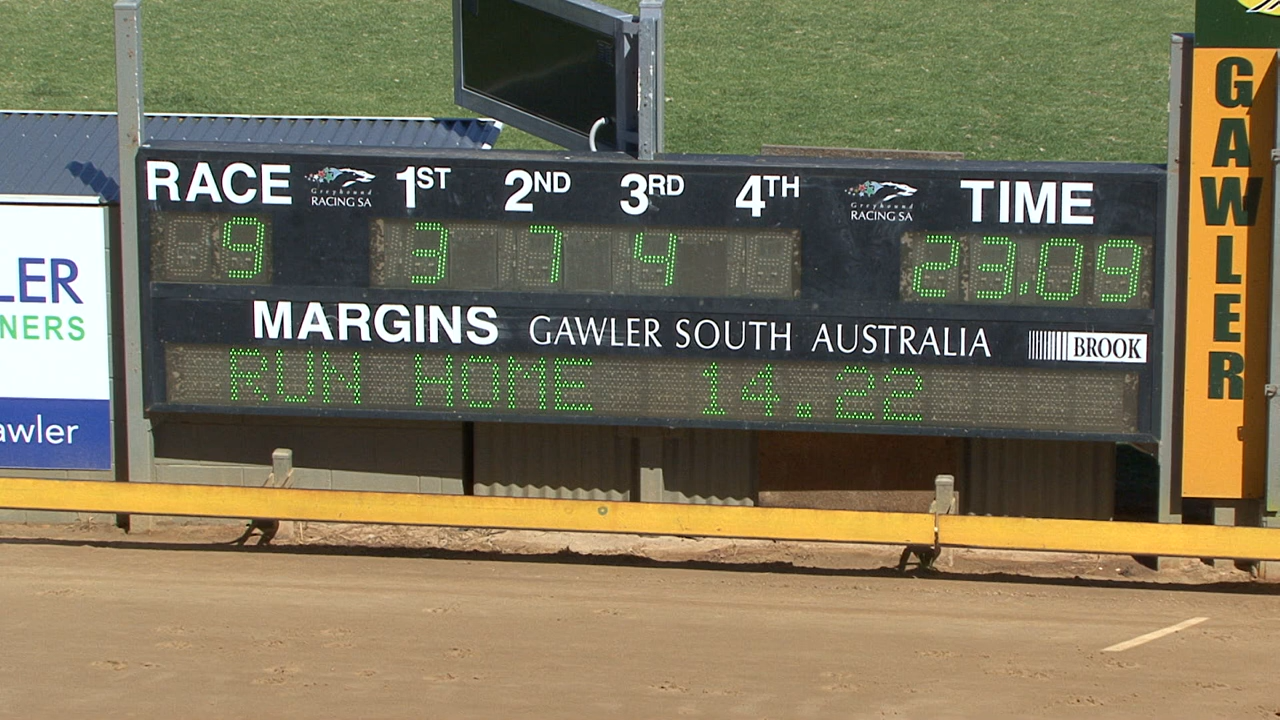 RACE 1ST 2ND 3RD 4TH TIME
Greyhound RACING SA
Greyhound RACING SA
9 3 7 4 23.09
MARGINS GAWLER SOUTH AUSTRALIA BROOK
RUN HOME 14.22
GAWLER
LER
NERS
awler